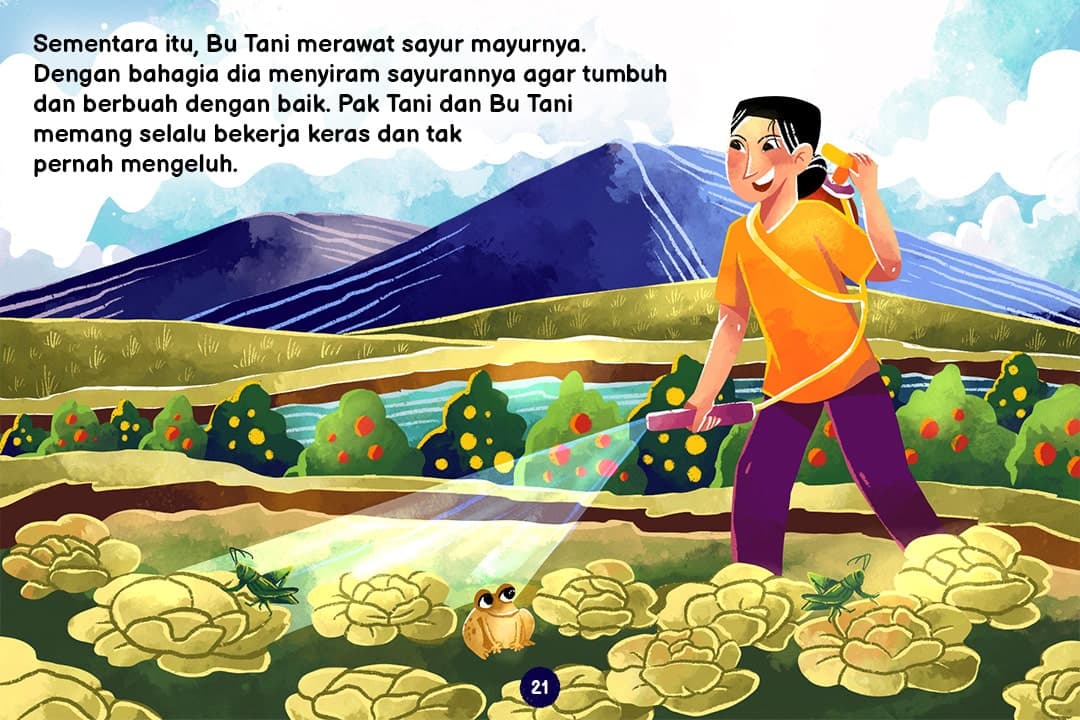 Sementara itu, Bu Tani merawat sayur mayurnya.
Dengan bahagia dia menyiram sayurannya agar tumbuh
dan berbuah dengan baik. Pak Tani dan Bu Tani
memang selalu bekerja keras dan tak
pernah mengeluh.
21